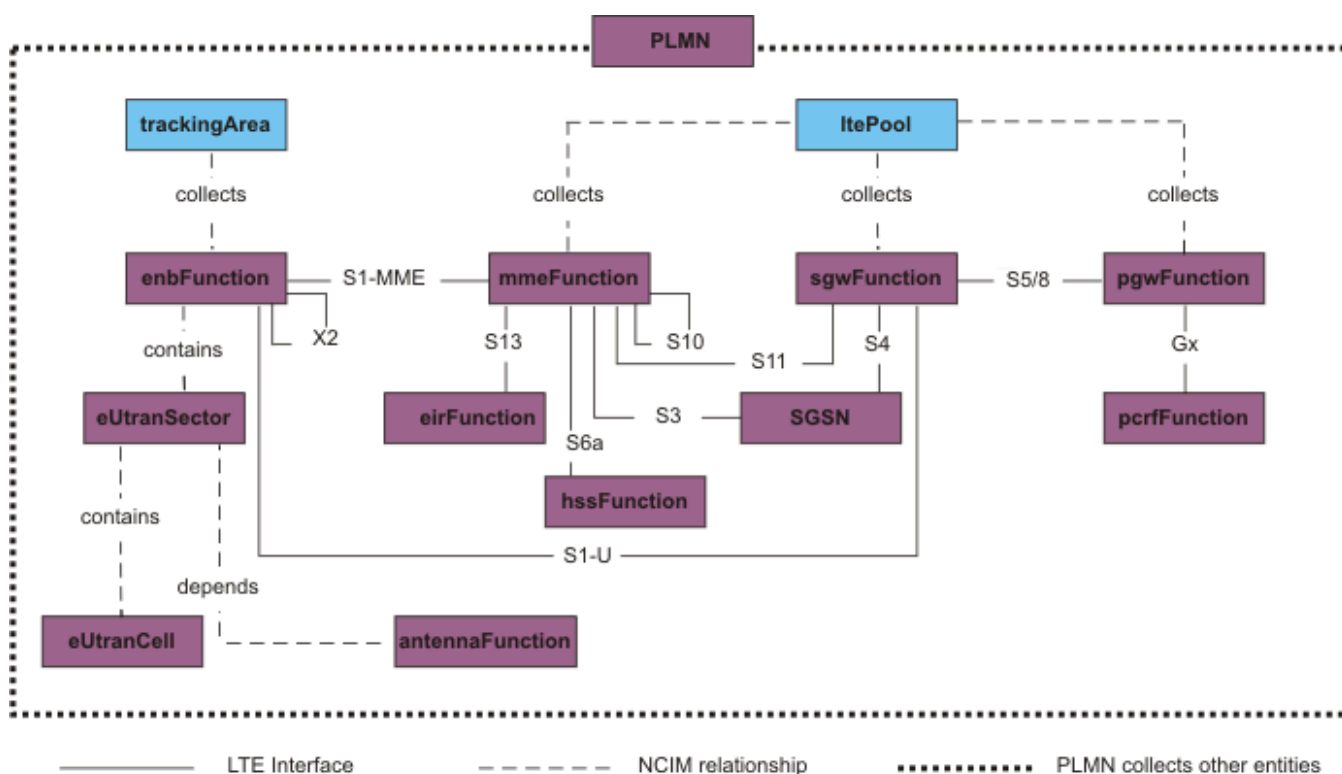 PLMN
trackingArea
ltePool
collects
collects
collects
collects
enbFunction
S1-MME
mmeFunction
sgwFunction
S5/8
pgwFunction
X2
S13
S10
S4
Gx
contains
S11
eUtranSector
eirFunction
S3
SGSN
pcrfFunction
S6a
hssFunction
contains
S1-U
depends
eUtranCell
antennaFunction
LTE Interface
NCIM relationship
PLMN collects other entities